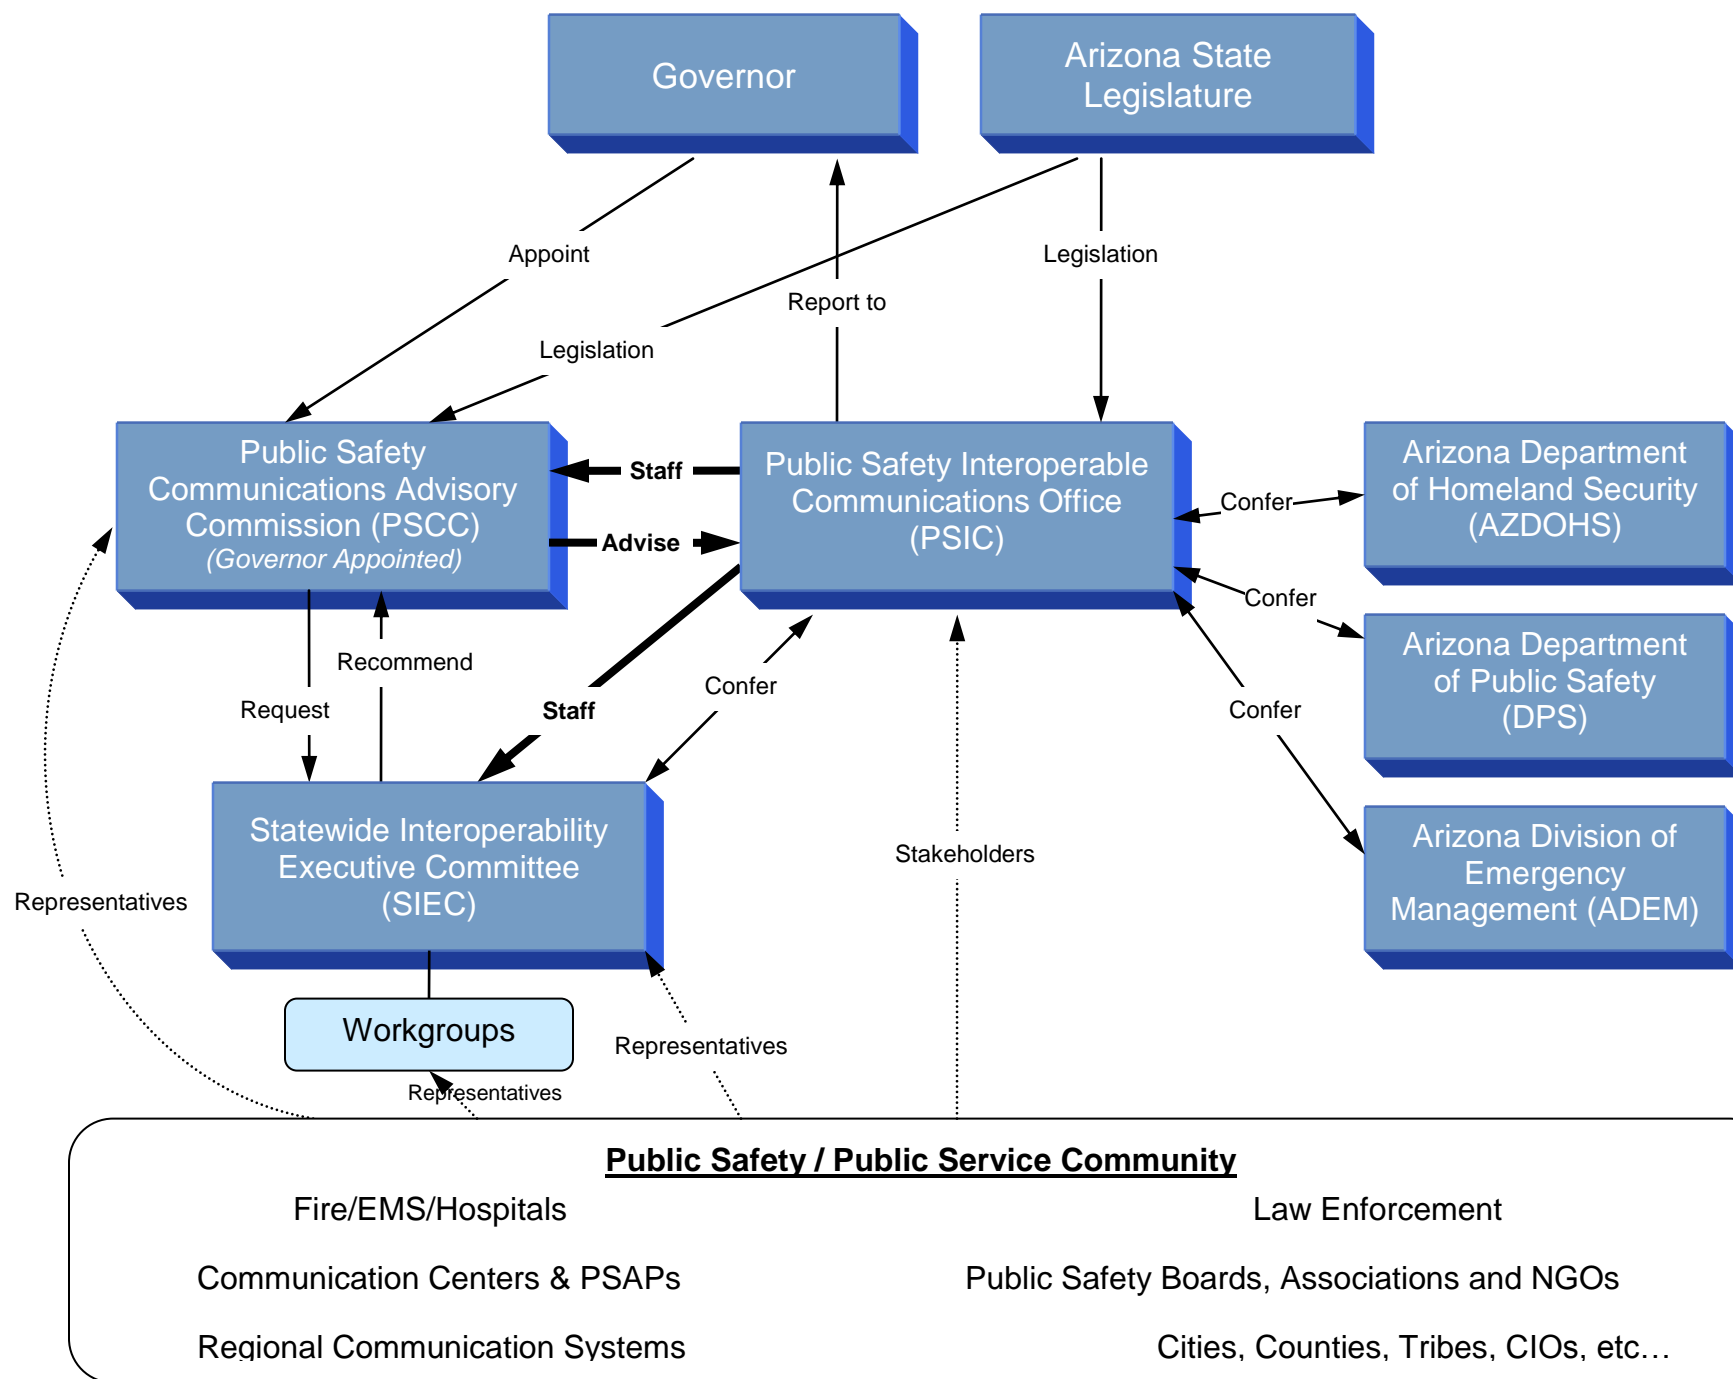 Governor
Arizona State
Legislature
Appoint
Legislation
Report to
Legislation
Public Safety
Communications Advisory
Commission (PSCC)
(Governor Appointed)
Staff
Advise
Public Safety Interoperable
Communications Office
(PSIC)
Confer
Arizona Department
of Homeland Security
(AZDOHS)
Confer
Arizona Department
of Public Safety
(DPS)
Recommend
Request
Staff
Confer
Confer
Statewide Interoperability
Executive Committee
(SIEC)
Stakeholders
Arizona Division of
Emergency
Management (ADEM)
Representatives
Workgroups
Representatives
Representatives
Public Safety / Public Service Community
Fire/EMS/Hospitals
Law Enforcement
Communication Centers & PSAPs
Public Safety Boards, Associations and NGOs
Regional Communication Systems
Cities, Counties, Tribes, CIOs, etc…